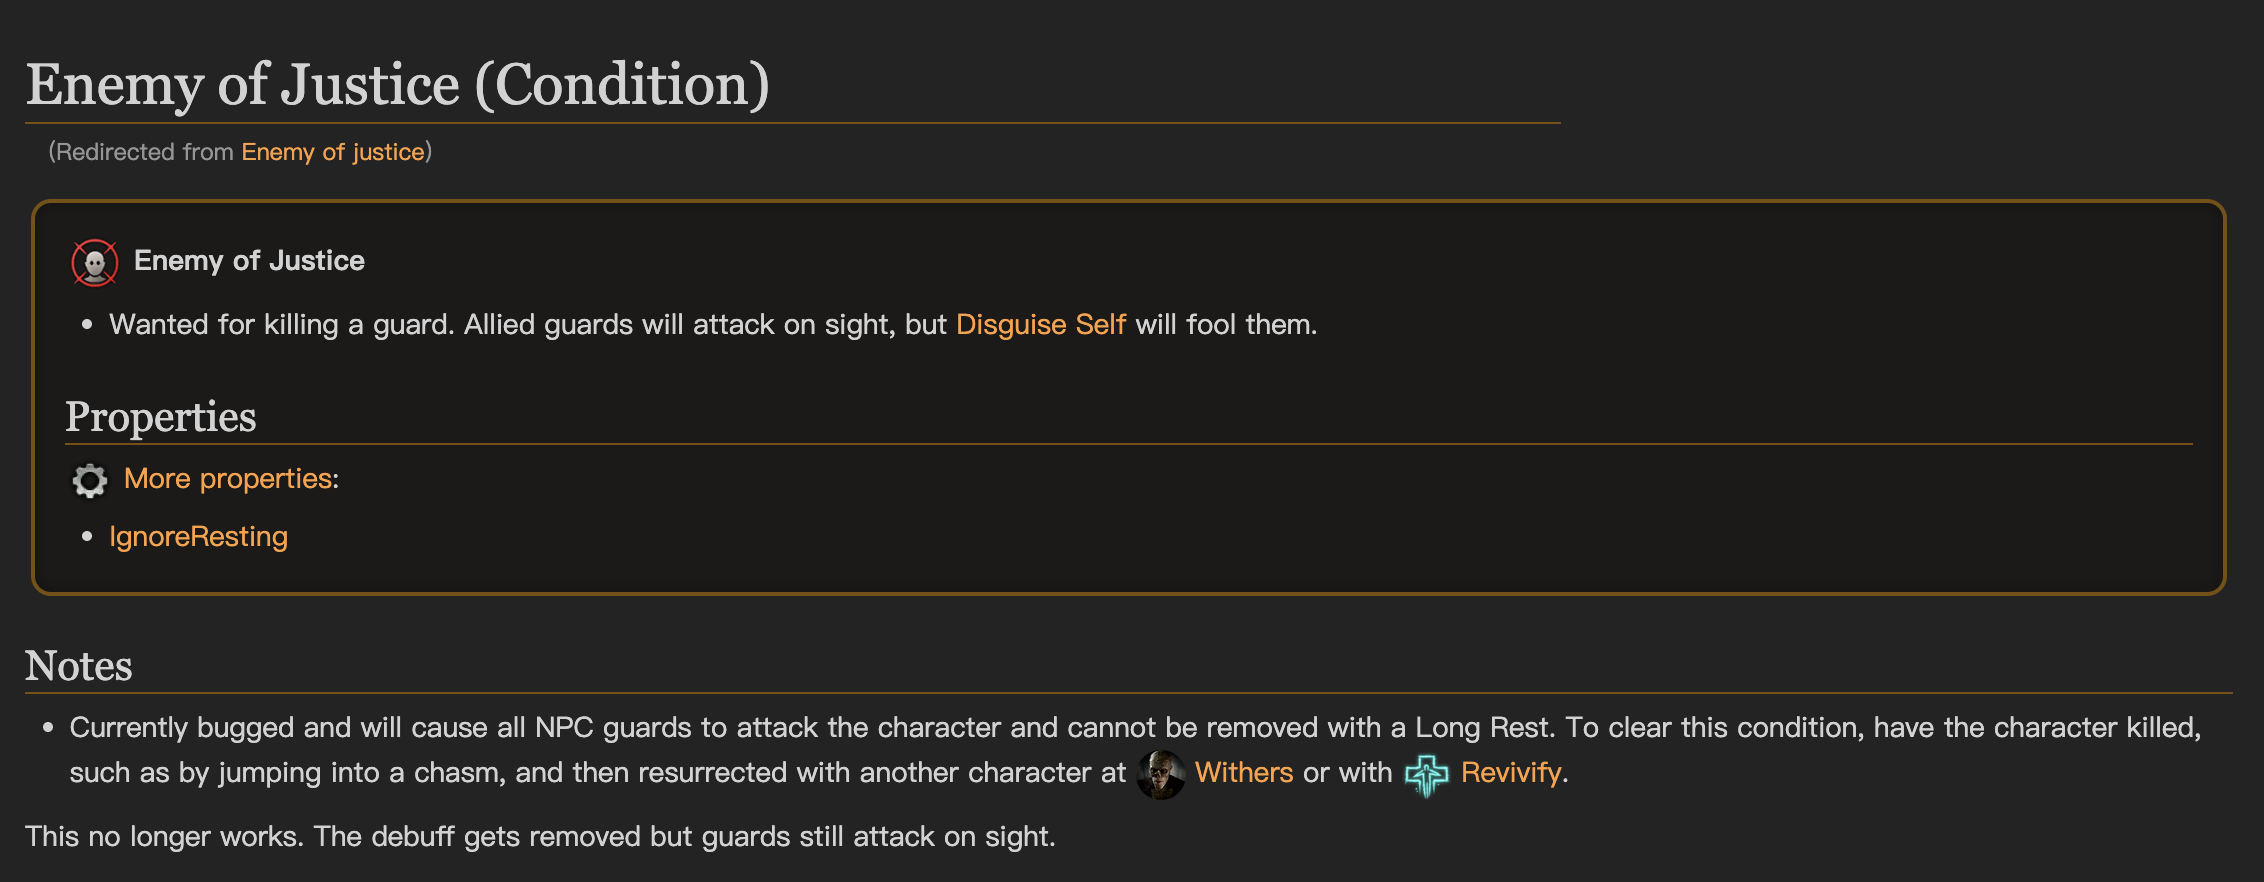 Enemy of Justice (Condition)
(Redirected from Enemy of justice)
Enemy of Justice
• Wanted for killing a guard. Allied guards will attack on sight, but Disguise Self will fool them.
Properties
More properties:
• IgnoreResting
Notes
• Currently bugged and will cause all NPC guards to attack the character and cannot be removed with a Long Rest. To clear this condition, have the character killed,
such as by jumping into a chasm, and then resurrected with another character at Withers or with Revivify.
This no longer works. The debuff gets removed but guards still attack on sight.